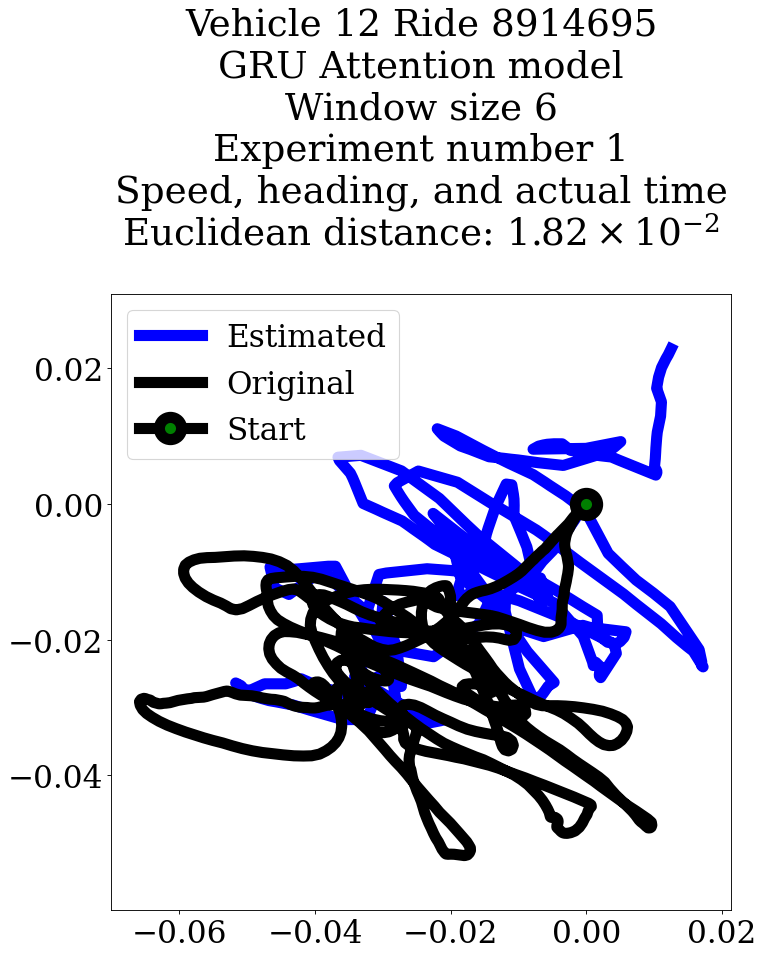 Vehicle 12 Ride 8914695
GRU Attention model
Window size 6
Experiment number 1
Speed, heading, and actual time
Euclidean distance: 1.82 × 10⁻²
Estimated
Original
Start
0.02
0.00
−0.02
−0.04
−0.06 −0.04 −0.02 0.00 0.02